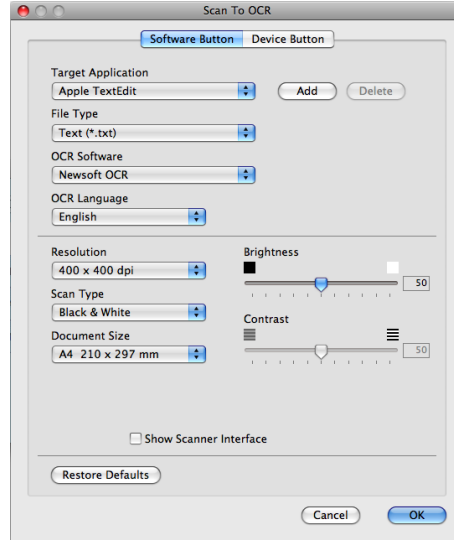 Scan To OCR
Software Button Device Button
Target Application
Apple TextEdit Add Delete
File Type
Text (*.txt)
OCR Software
Newsoft OCR
OCR Language
English
Resolution Brightness
400 x 400 dpi 50
Scan Type
Black & White Contrast
Document Size
A4 210 x 297 mm 50
Show Scanner Interface
Restore Defaults
Cancel OK